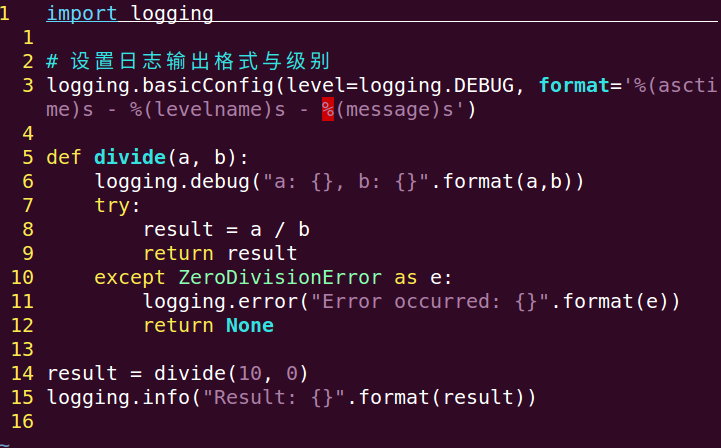 1   import logging
  1
  2 # 设置日志输出格式与级别
  3 logging.basicConfig(level=logging.DEBUG, format='%(ascti
    me)s - %(levelname)s - %(message)s')
  4
  5 def divide(a, b):
  6     logging.debug("a: {}, b: {}".format(a,b))
  7     try:
  8         result = a / b
  9         return result
 10     except ZeroDivisionError as e:
 11         logging.error("Error occurred: {}".format(e))
 12         return None
 13
 14 result = divide(10, 0)
 15 logging.info("Result: {}".format(result))
 16
~